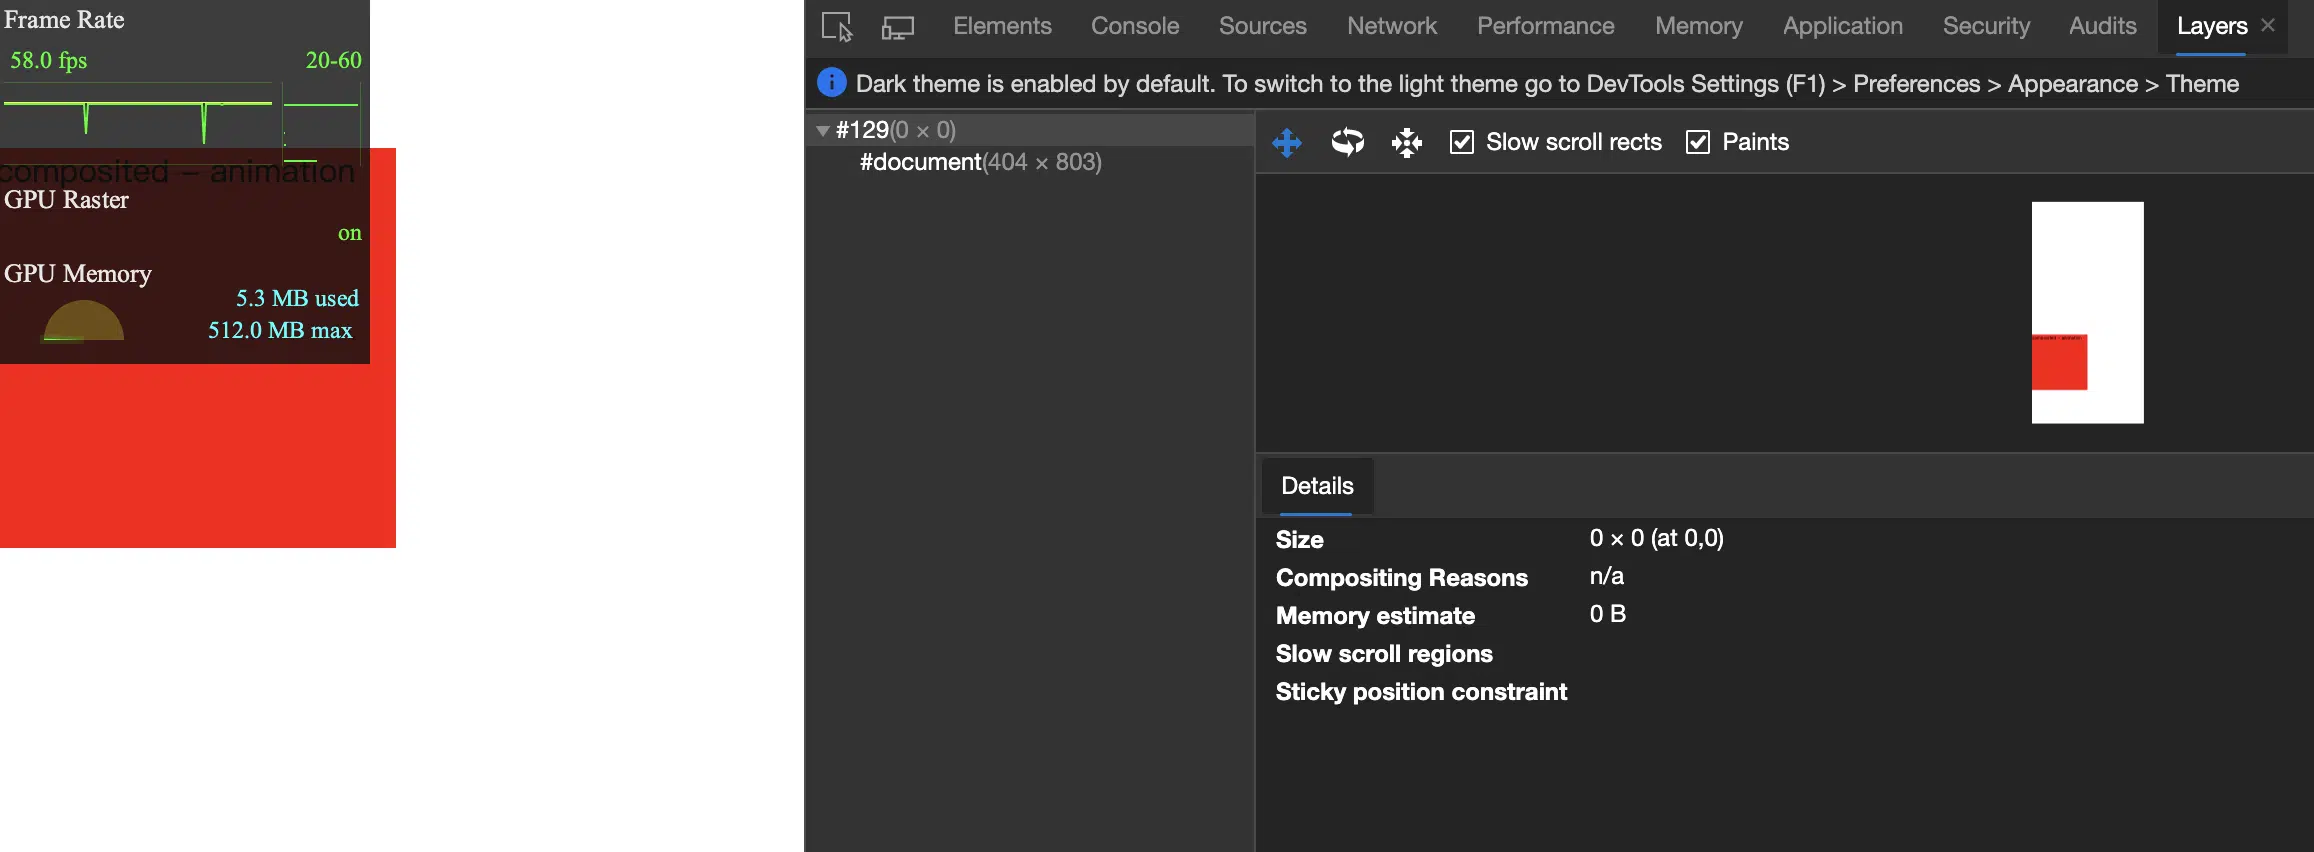 Frame Rate
58.0 fps 20-60
composited - animation
GPU Raster
on
GPU Memory
5.3 MB used
512.0 MB max
Elements Console Sources Network Performance Memory Application Security Audits Layers ×
Dark theme is enabled by default. To switch to the light theme go to DevTools Settings (F1) > Preferences > Appearance > Theme
#129(0 × 0)
#document(404 × 803)
Slow scroll rects Paints
composited - animation
Details
Size 0 × 0 (at 0,0)
Compositing Reasons n/a
Memory estimate 0 B
Slow scroll regions
Sticky position constraint